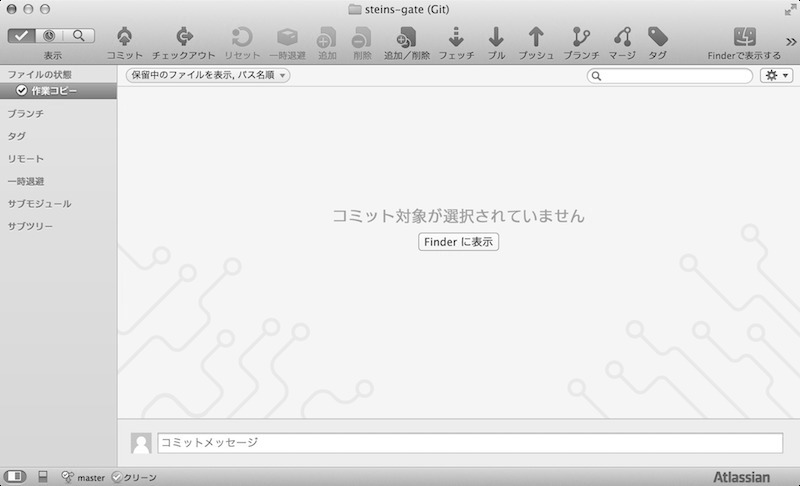 steins-gate (Git)
表示
コミット
チェックアウト
リセット
一時退避
追加
削除
追加／削除
フェッチ
プル
プッシュ
ブランチ
マージ
タグ
Finderで表示する
ファイルの状態
作業コピー
ブランチ
タグ
リモート
一時退避
サブモジュール
サブツリー
保留中のファイルを表示, パス名順
コミット対象が選択されていません
Finder に表示
コミットメッセージ
master
クリーン
Atlassian